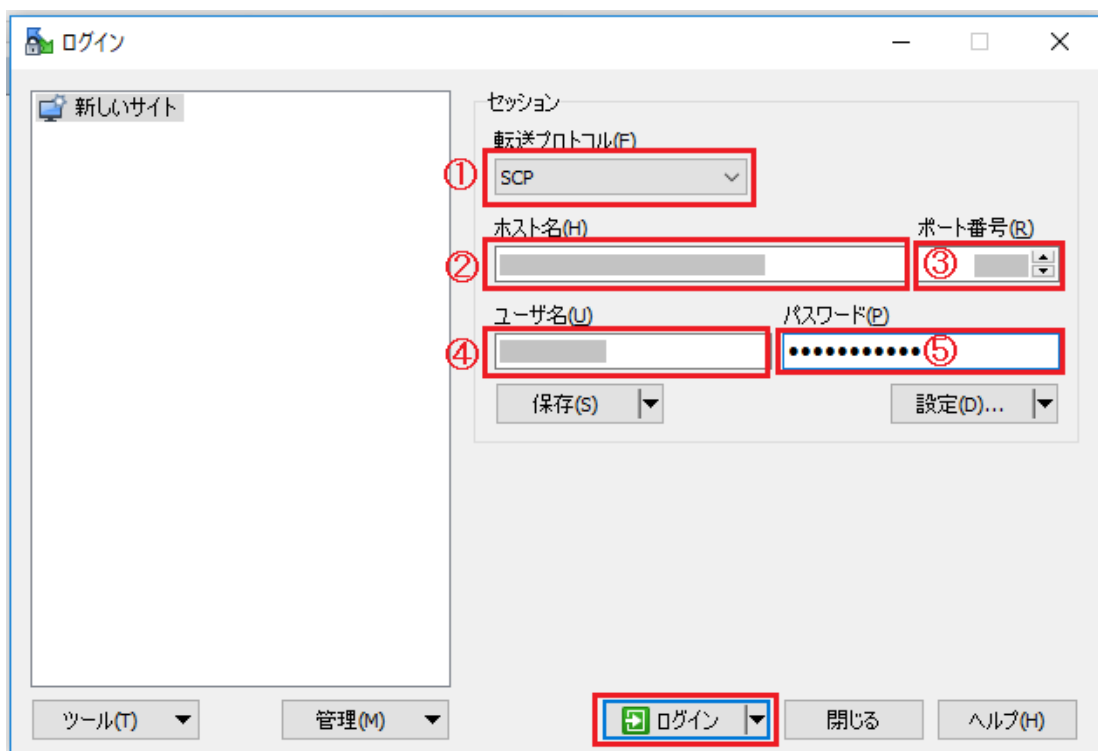 ログイン
新しいサイト
セッション
転送プロトコル(F)
① SCP
ホスト名(H) ポート番号(R)
② ③
ユーザ名(U) パスワード(P)
④ ●●●●●●●●●●● ⑤
保存(S) 設定(D)...
ツール(T) 管理(M) ログイン 閉じる ヘルプ(H)